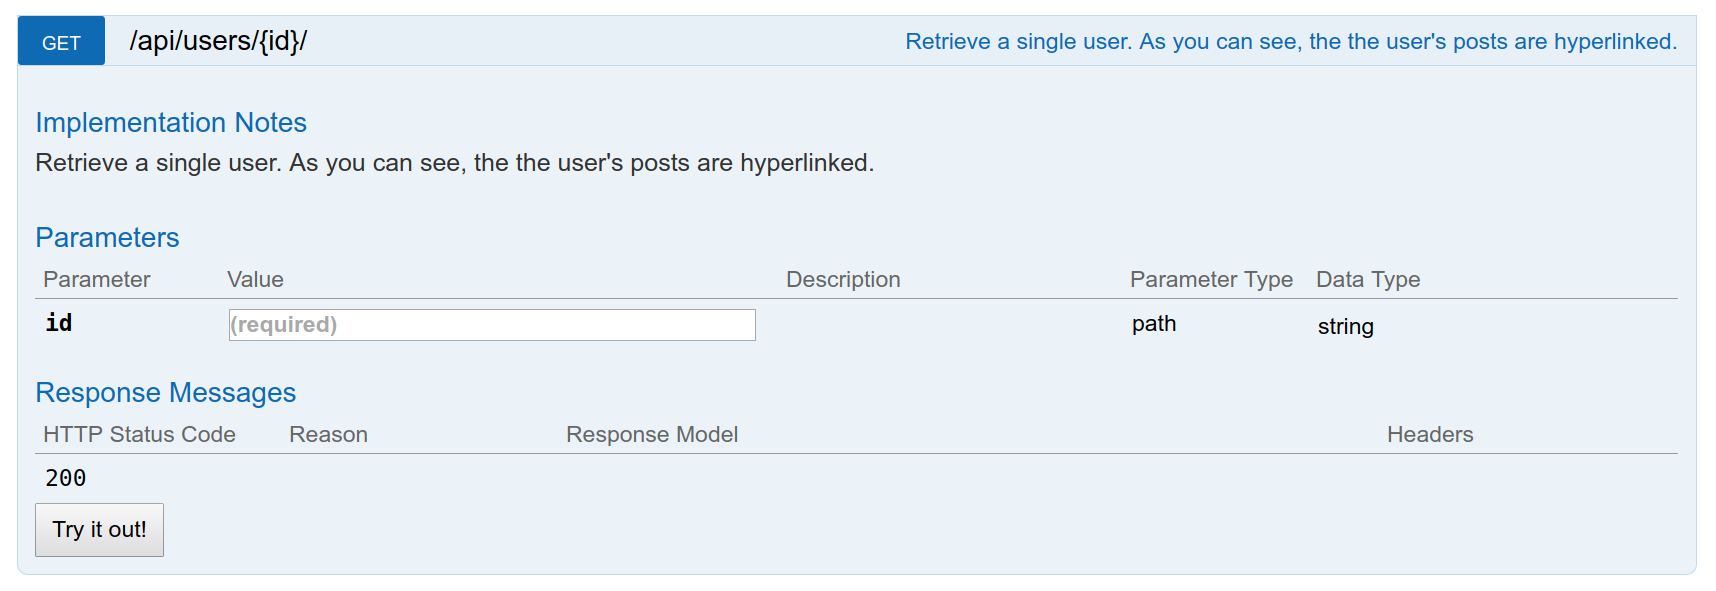 GET /api/users/{id}/ Retrieve a single user. As you can see, the the user's posts are hyperlinked.
Implementation Notes
Retrieve a single user. As you can see, the the user's posts are hyperlinked.
Parameters
Parameter Value Description Parameter Type Data Type
id (required) path string
Response Messages
HTTP Status Code Reason Response Model Headers
200
Try it out!